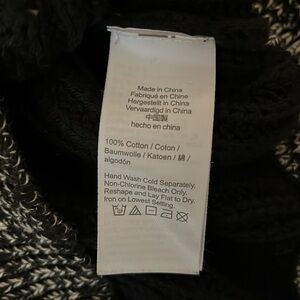 Made in China
Fabriqué en Chine
Hergestellt in China
Vervaardigd in China
中国製
hecho en china
100% Cotton / Coton /
Baumwolle / Katoen / 綿 /
algodón
Hand Wash Cold Separately.
Non-Chlorine Bleach Only.
Reshape and Lay Flat to Dry.
Iron on Lowest Setting.